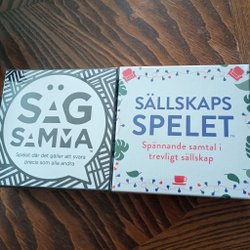 SÄG
SAMMA
Spelet där det gäller att svara
precis som alla andra
SÄLLSKAPS
SPELET
Spännande samtal i
trevligt sällskap